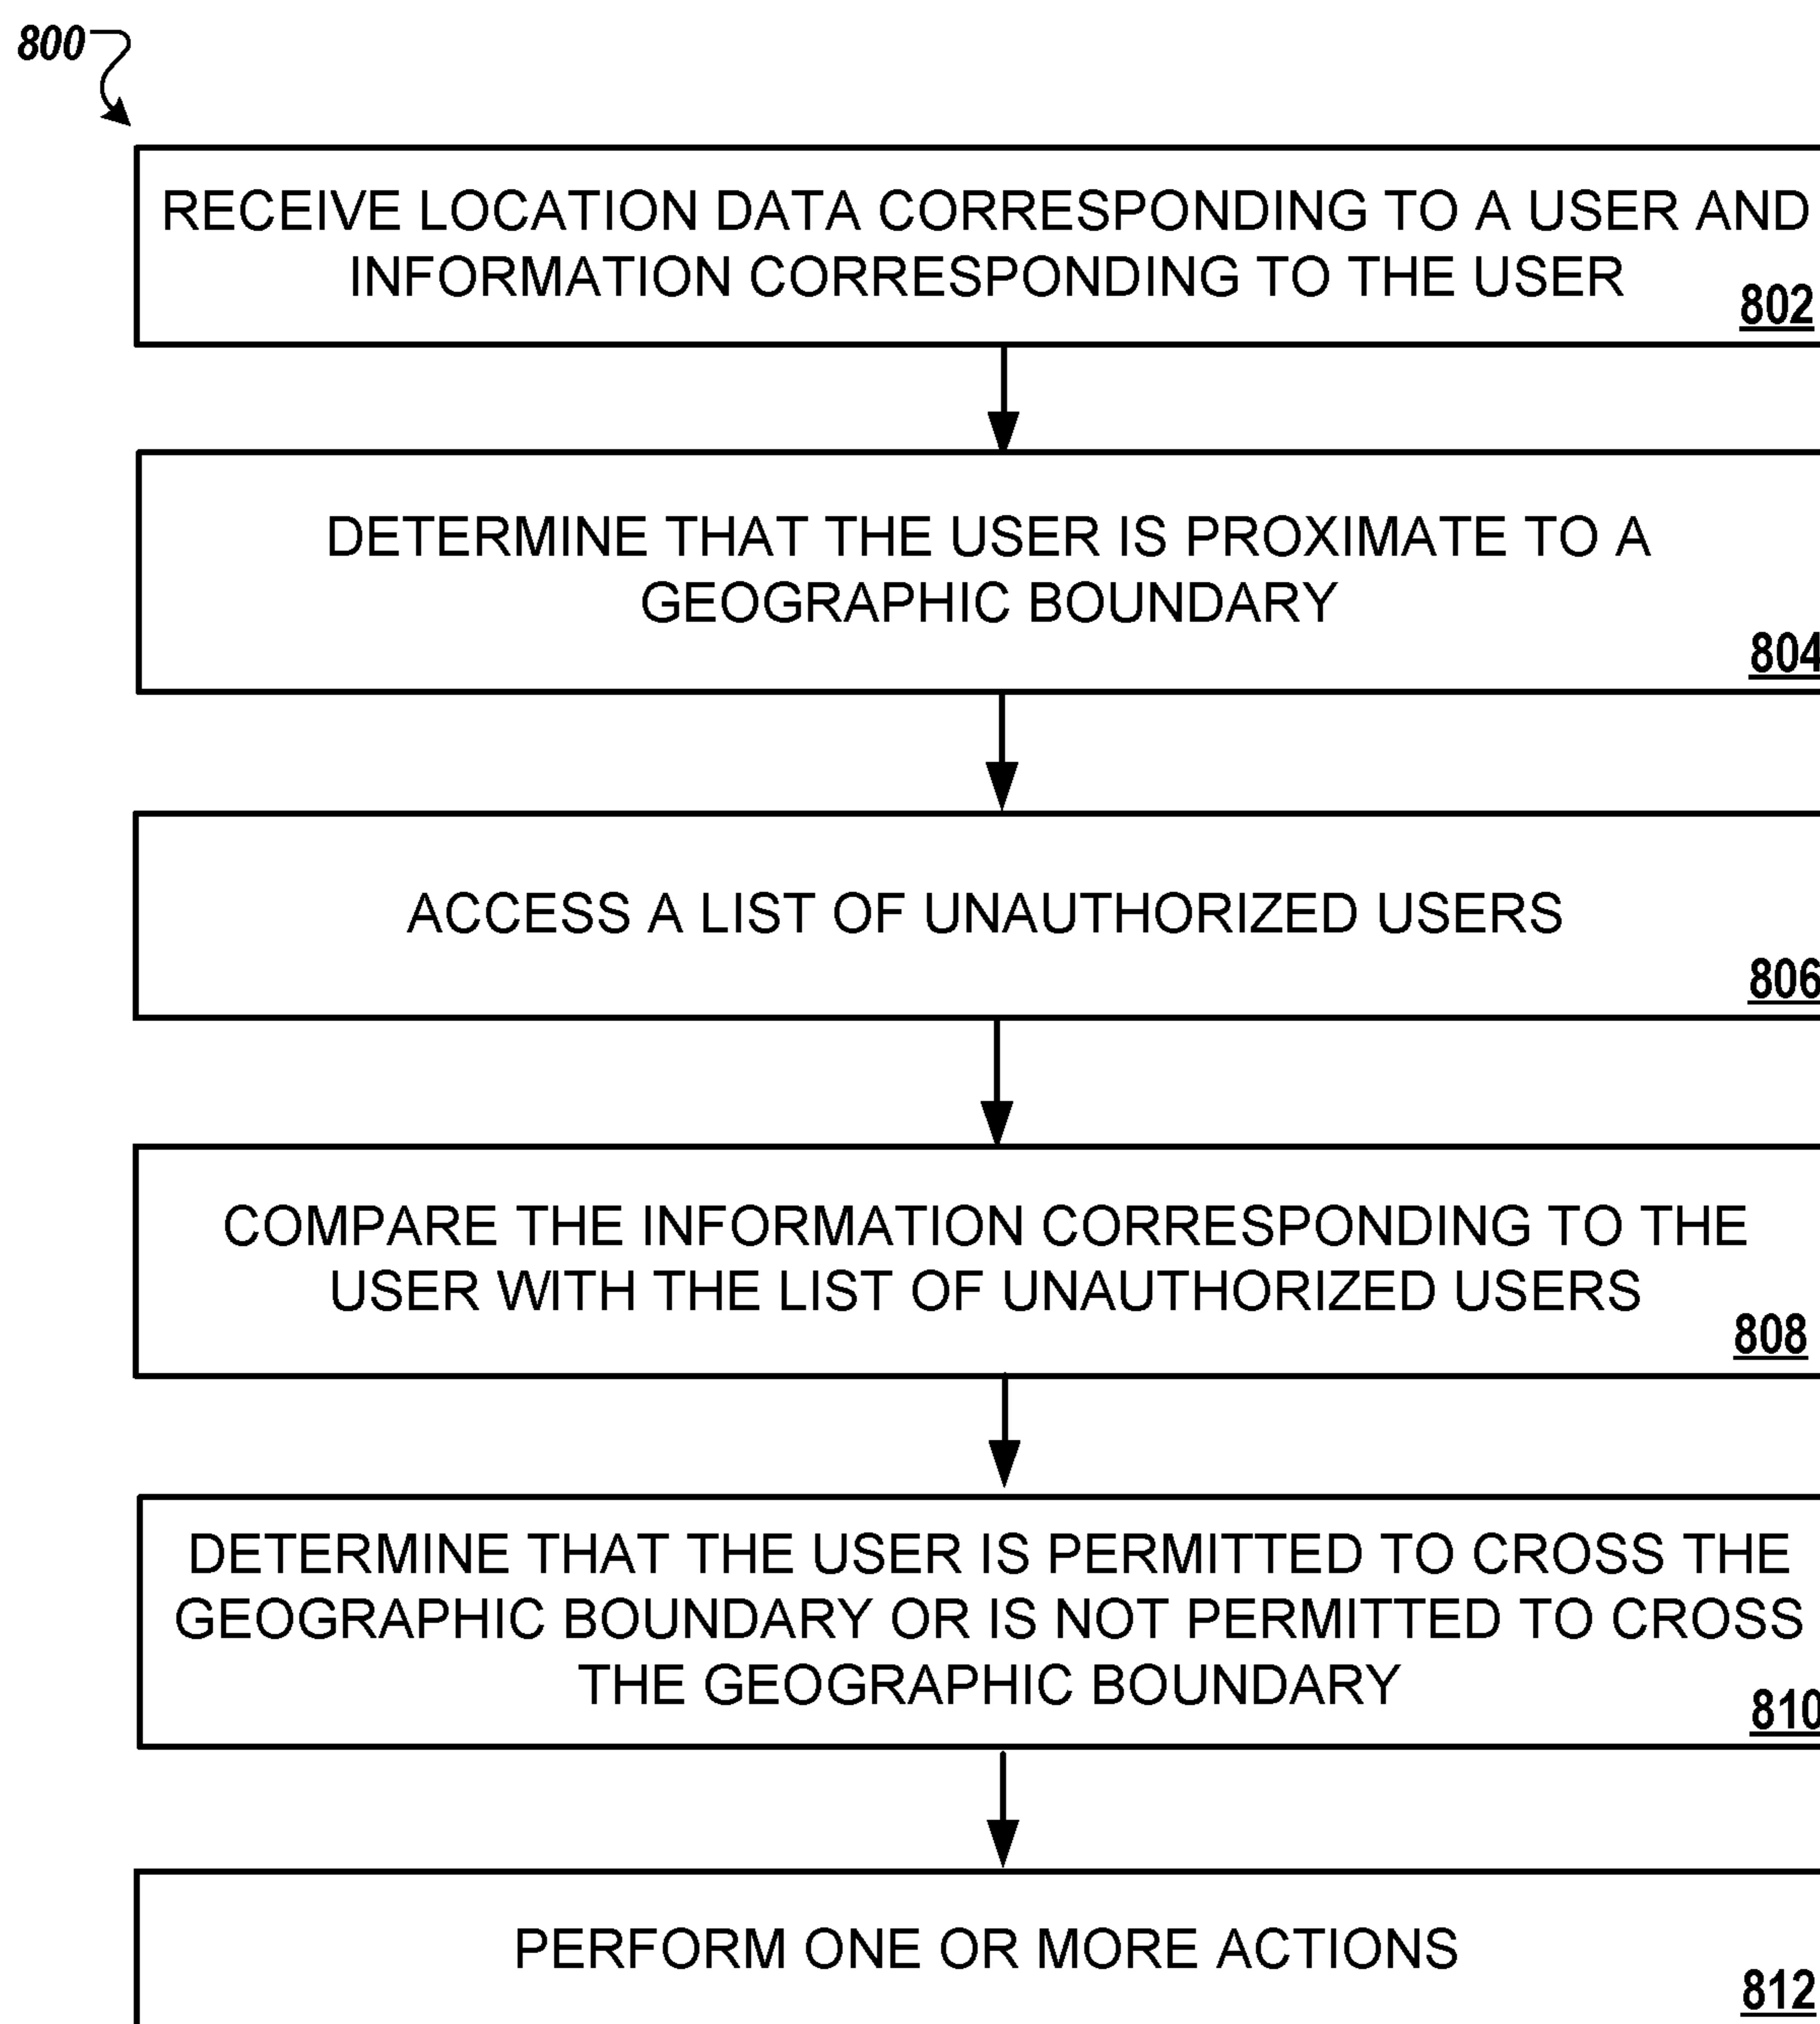 800
RECEIVE LOCATION DATA CORRESPONDING TO A USER AND
INFORMATION CORRESPONDING TO THE USER
802
DETERMINE THAT THE USER IS PROXIMATE TO A
GEOGRAPHIC BOUNDARY
804
ACCESS A LIST OF UNAUTHORIZED USERS
806
COMPARE THE INFORMATION CORRESPONDING TO THE
USER WITH THE LIST OF UNAUTHORIZED USERS
808
DETERMINE THAT THE USER IS PERMITTED TO CROSS THE
GEOGRAPHIC BOUNDARY OR IS NOT PERMITTED TO CROSS
THE GEOGRAPHIC BOUNDARY
810
PERFORM ONE OR MORE ACTIONS
812